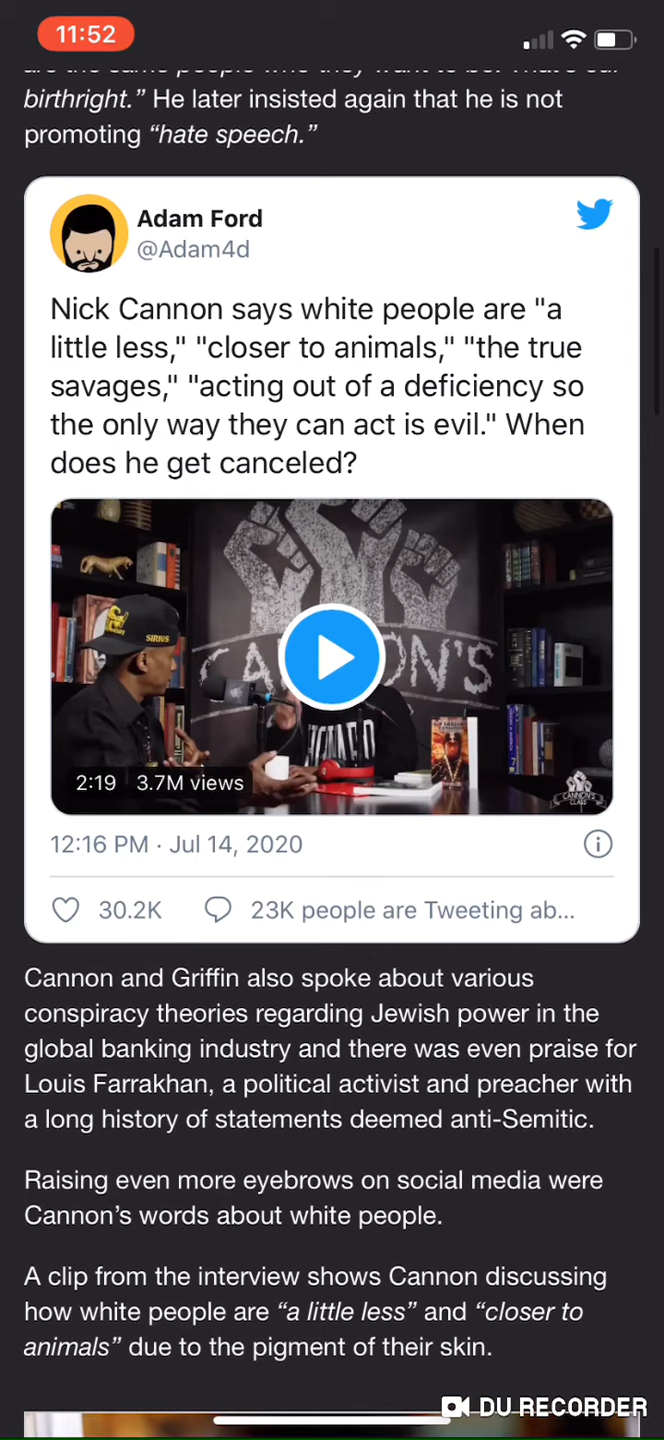 11:52
birthright.” He later insisted again that he is not
promoting “hate speech.”
Adam Ford
@Adam4d
Nick Cannon says white people are "a
little less," "closer to animals," "the true
savages," "acting out of a deficiency so
the only way they can act is evil." When
does he get canceled?
SIRIUS
CANNON'S
2:19 3.7M views
CANNON'S
CLASS
12:16 PM · Jul 14, 2020
30.2K 23K people are Tweeting ab...
Cannon and Griffin also spoke about various
conspiracy theories regarding Jewish power in the
global banking industry and there was even praise for
Louis Farrakhan, a political activist and preacher with
a long history of statements deemed anti-Semitic.
Raising even more eyebrows on social media were
Cannon’s words about white people.
A clip from the interview shows Cannon discussing
how white people are “a little less” and “closer to
animals” due to the pigment of their skin.
DU RECORDER